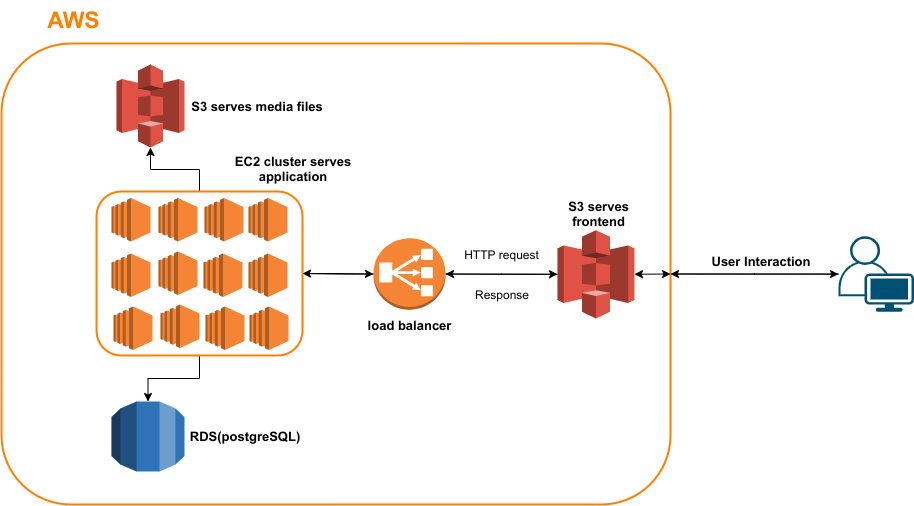 AWS
S3 serves media files
EC2 cluster serves
application
S3 serves
frontend
HTTP request
User Interaction
Response
load balancer
RDS(postgreSQL)